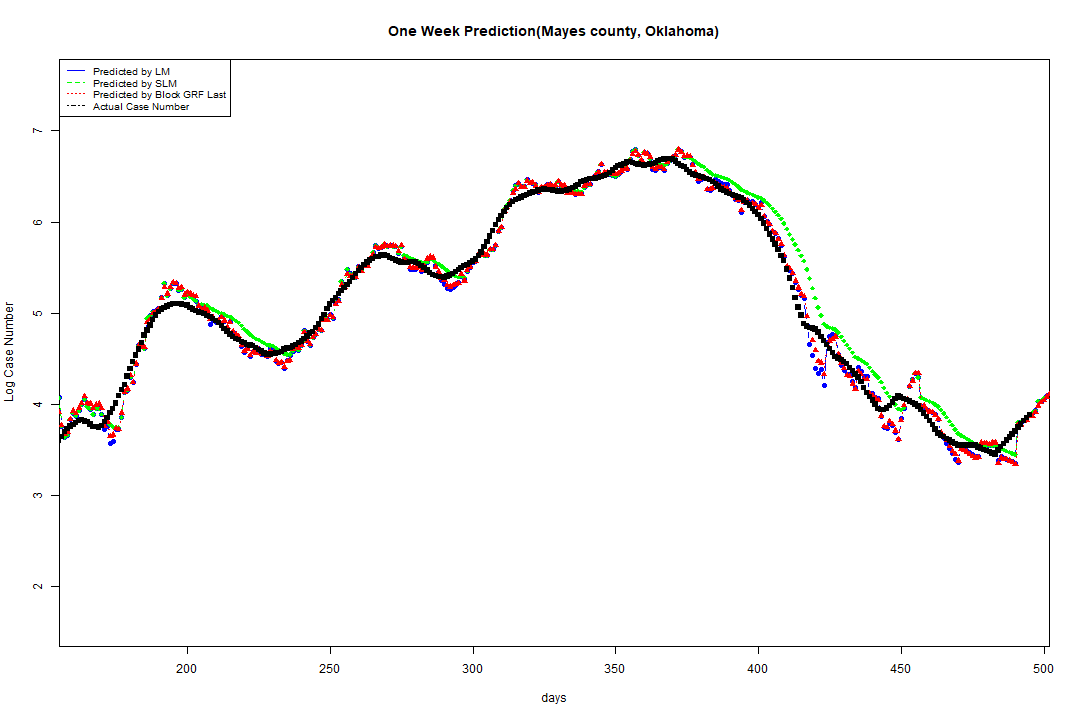 One Week Prediction(Mayes county, Oklahoma)
Predicted by LM
Predicted by SLM
Predicted by Block GRF Last
Actual Case Number
7
6
5
4
3
2
Log Case Number
200 250 300 350 400 450 500
days